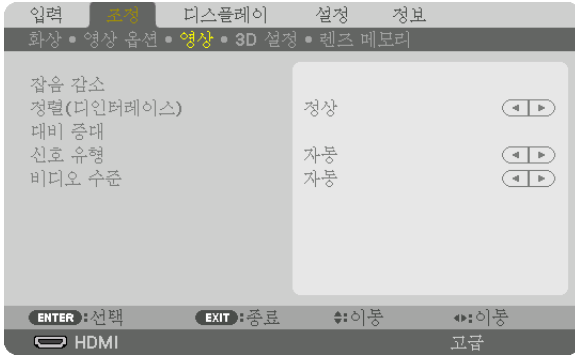 입력 조정 디스플레이 설정 정보
화상 • 영상 옵션 • 영상 • 3D 설정 • 렌즈 메모리
잡음 감소
정렬(디인터레이스) 정상
대비 증대
신호 유형 자동
비디오 수준 자동
ENTER :선택 EXIT :종료 :이동 :이동
HDMI 고급